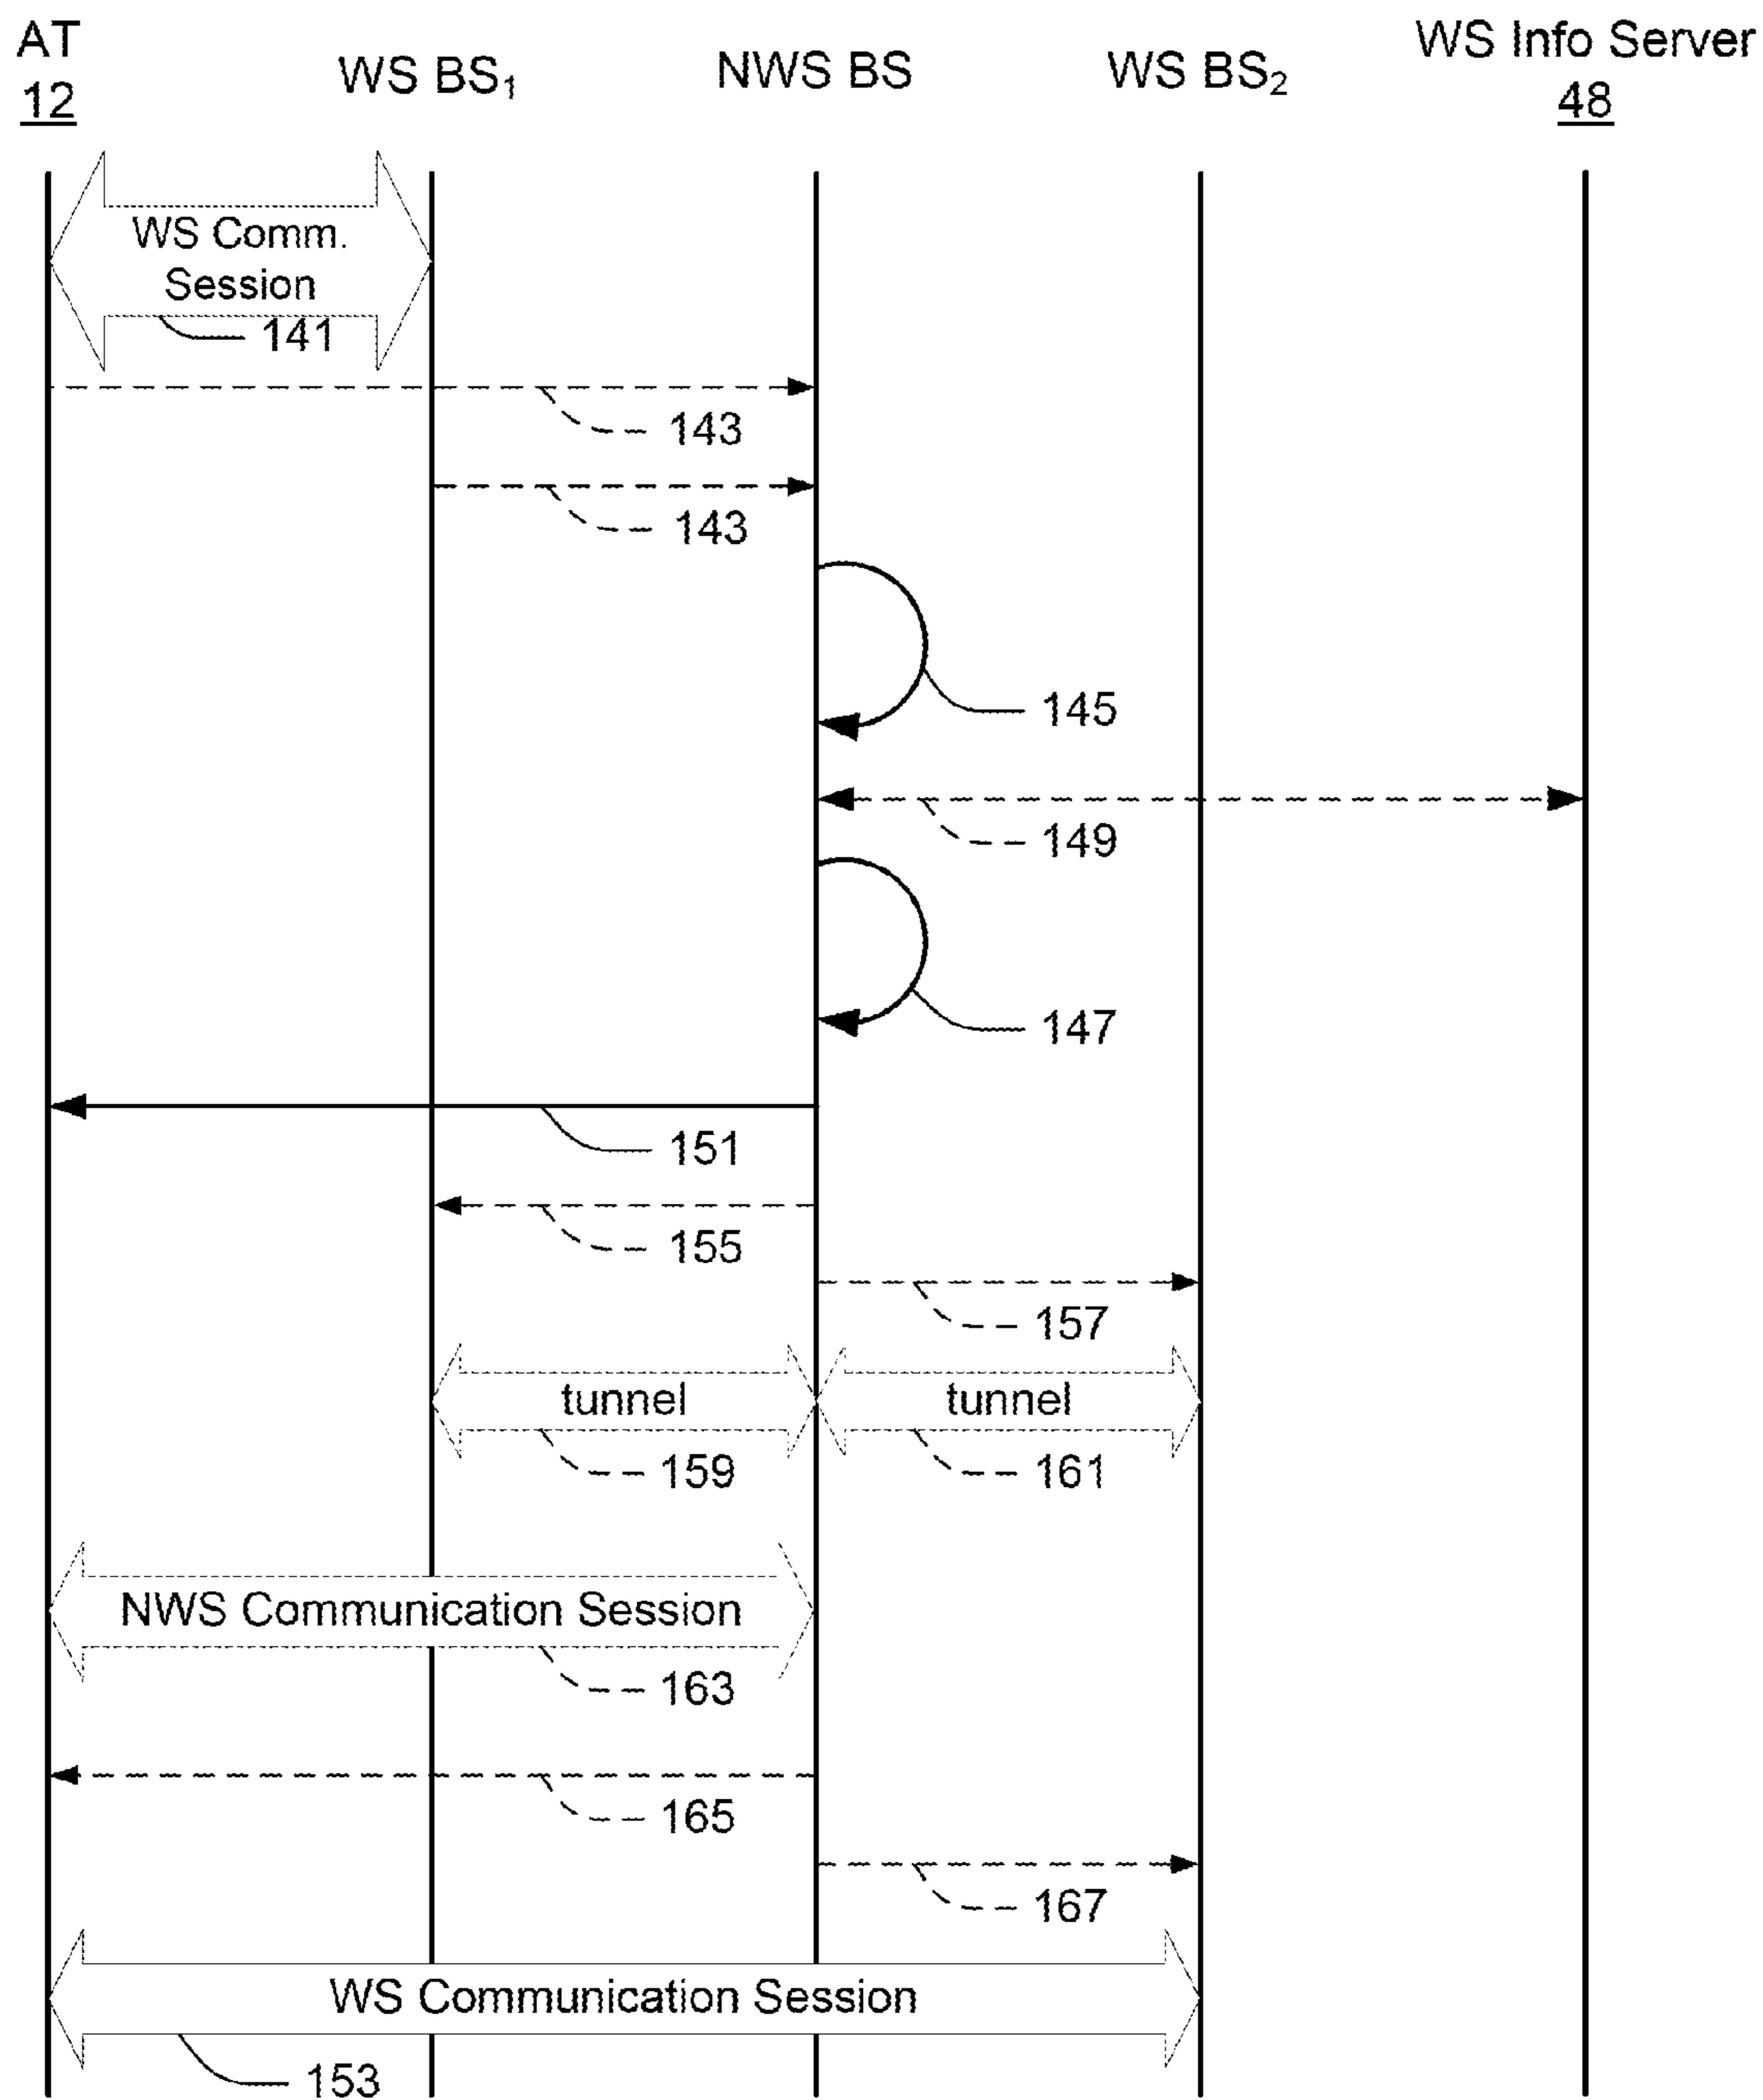 AT
12
WS BS₁
NWS BS
WS BS₂
WS Info Server
48
WS Comm.
Session
141
143
143
145
149
147
151
155
157
tunnel
tunnel
159
161
NWS Communication Session
163
165
167
WS Communication Session
153